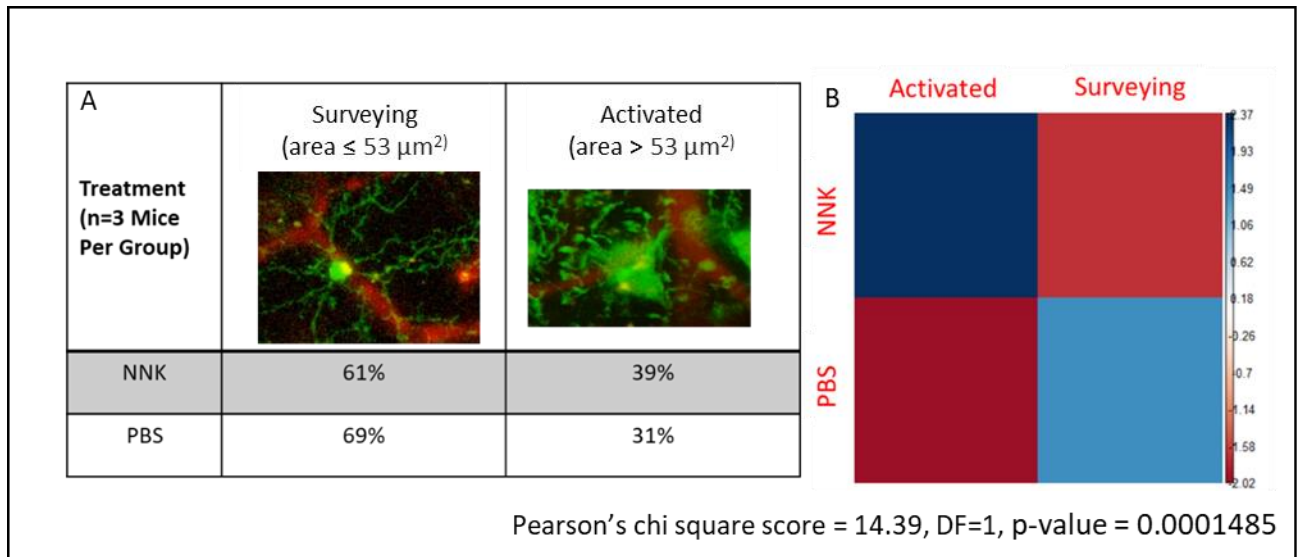 A
Surveying
(area ≤ 53 µm²⁾
Activated
(area > 53 µm²⁾
Treatment
(n=3 Mice
Per Group)
NNK
61%
39%
PBS
69%
31%
B
Activated
Surveying
NNK
PBS
2.37
1.93
1.49
1.06
0.62
0.18
-0.26
-0.7
-1.14
-1.58
-2.02
Pearson's chi square score = 14.39, DF=1, p-value = 0.0001485